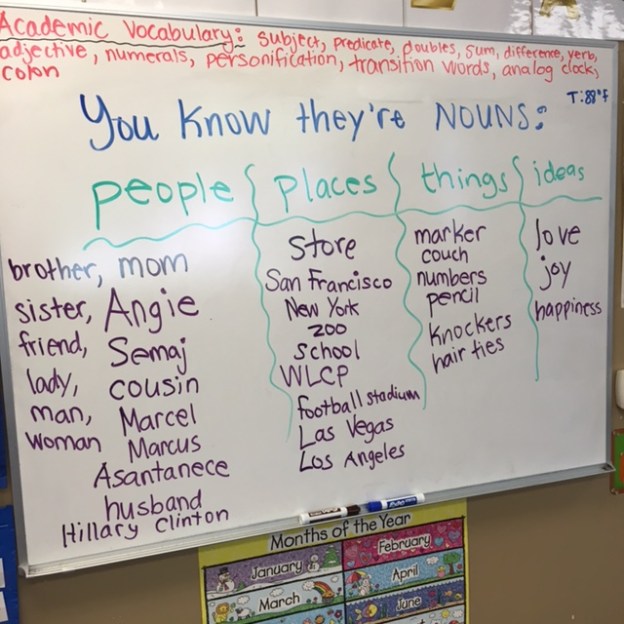 Academic Vocabulary: subject, predicate, doubles, sum, difference, verb,
adjective, numerals, personification, transition words, analog clock,
colon
T: 88°F
You know they're NOUNS:
people
brother, mom
sister, Angie
friend, Semaj
lady, cousin
man, Marcel
woman Marcus
Asantanece
husband
Hillary Clinton
places
store
San Francisco
New York
zoo
school
WLCP
football stadium
Las Vegas
Los Angeles
things
marker
couch
numbers
pencil
knockers
hair ties
ideas
love
joy
happiness
Months of the Year
January
February
March
April
June